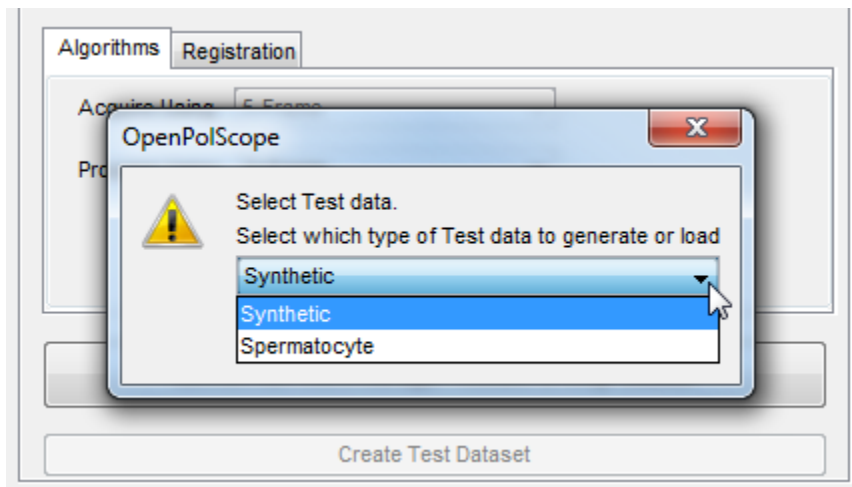 Algorithms Registration
OpenPolScope
Select Test data.
Select which type of Test data to generate or load
Synthetic
Synthetic
Spermatocyte
Create Test Dataset